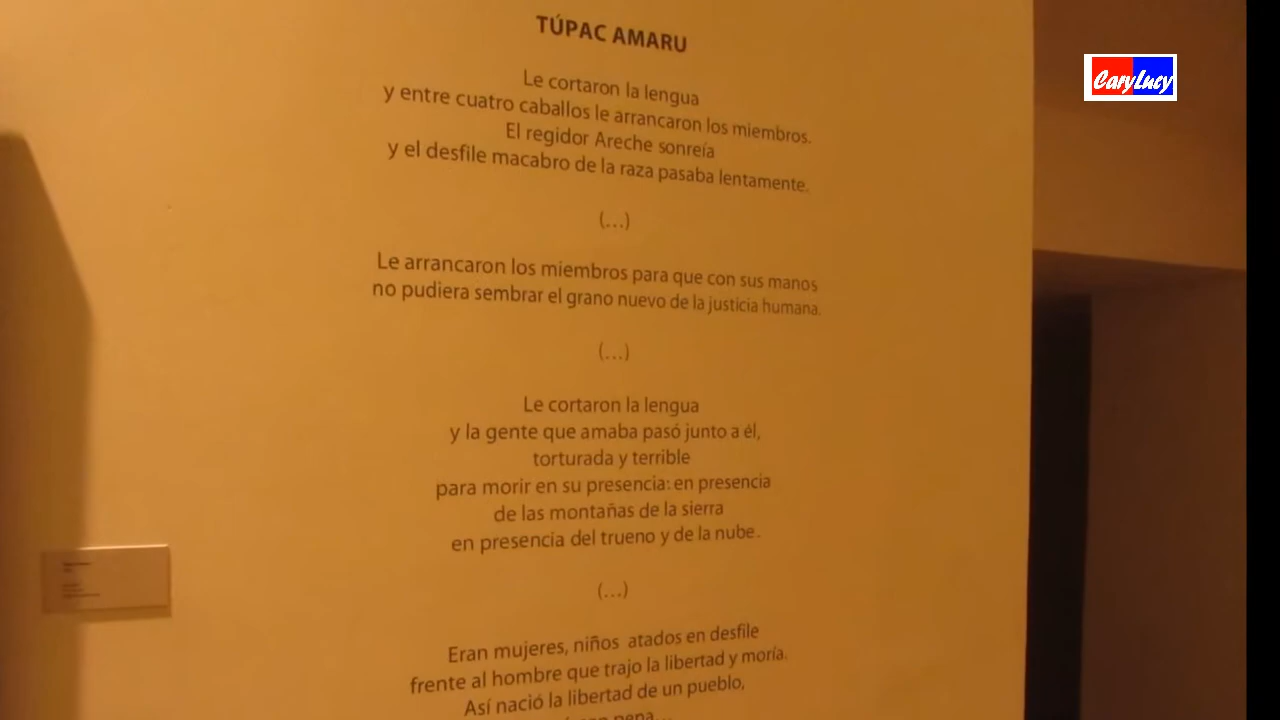 TÚPAC AMARU
Le cortaron la lengua
y entre cuatro caballos le arrancaron los miembros.
El regidor Areche sonreía
y el desfile macabro de la raza pasaba lentamente.
(...)
Le arrancaron los miembros para que con sus manos
no pudiera sembrar el grano nuevo de la justicia humana.
(...)
Le cortaron la lengua
y la gente que amaba pasó junto a él,
torturada y terrible
para morir en su presencia: en presencia
de las montañas de la sierra
en presencia del trueno y de la nube.
(...)
Eran mujeres, niños atados en desfile
frente al hombre que trajo la libertad y moría.
Así nació la libertad de un pueblo,
CaryLucy